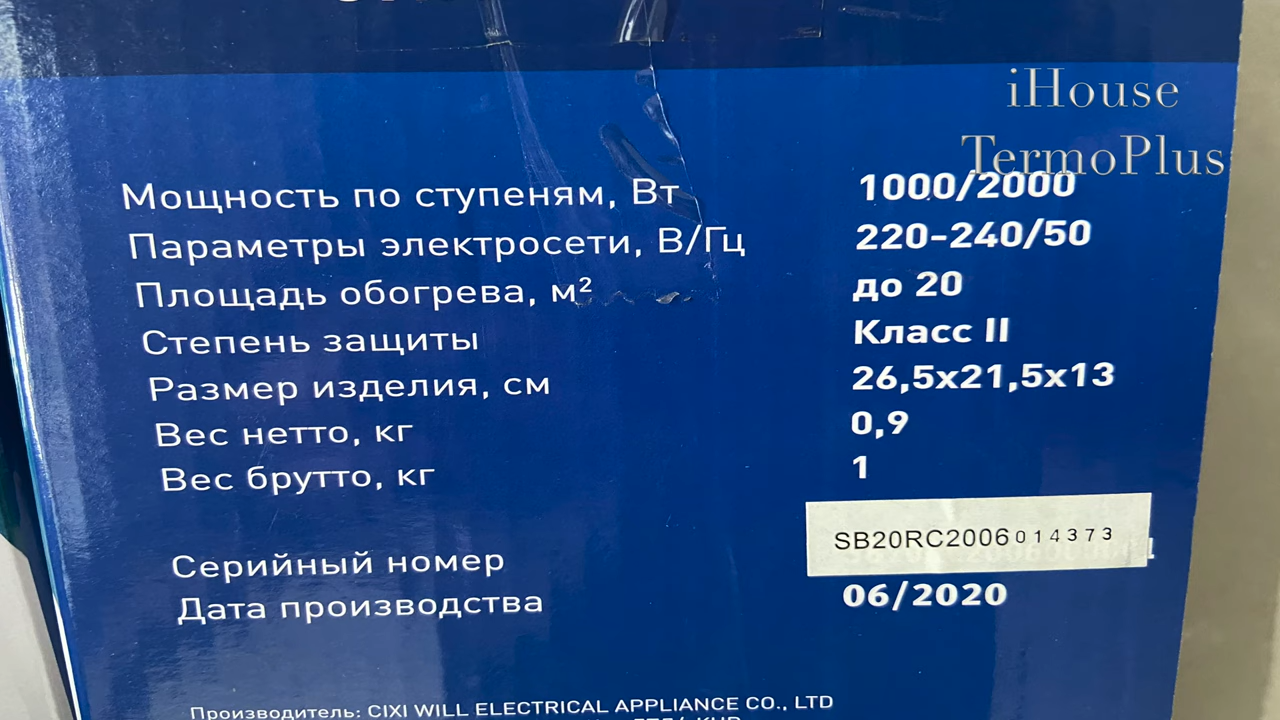 iHouse
TermoPlus
Мощность по ступеням, Вт 1000/2000
Параметры электросети, В/Гц 220-240/50
Площадь обогрева, м² до 20
Степень защиты Класс II
Размер изделия, см 26,5х21,5х13
Вес нетто, кг 0,9
Вес брутто, кг 1
Серийный номер SB20RC2006014373
Дата производства 06/2020
Производитель: CIXI WILL ELECTRICAL APPLIANCE CO., LTD